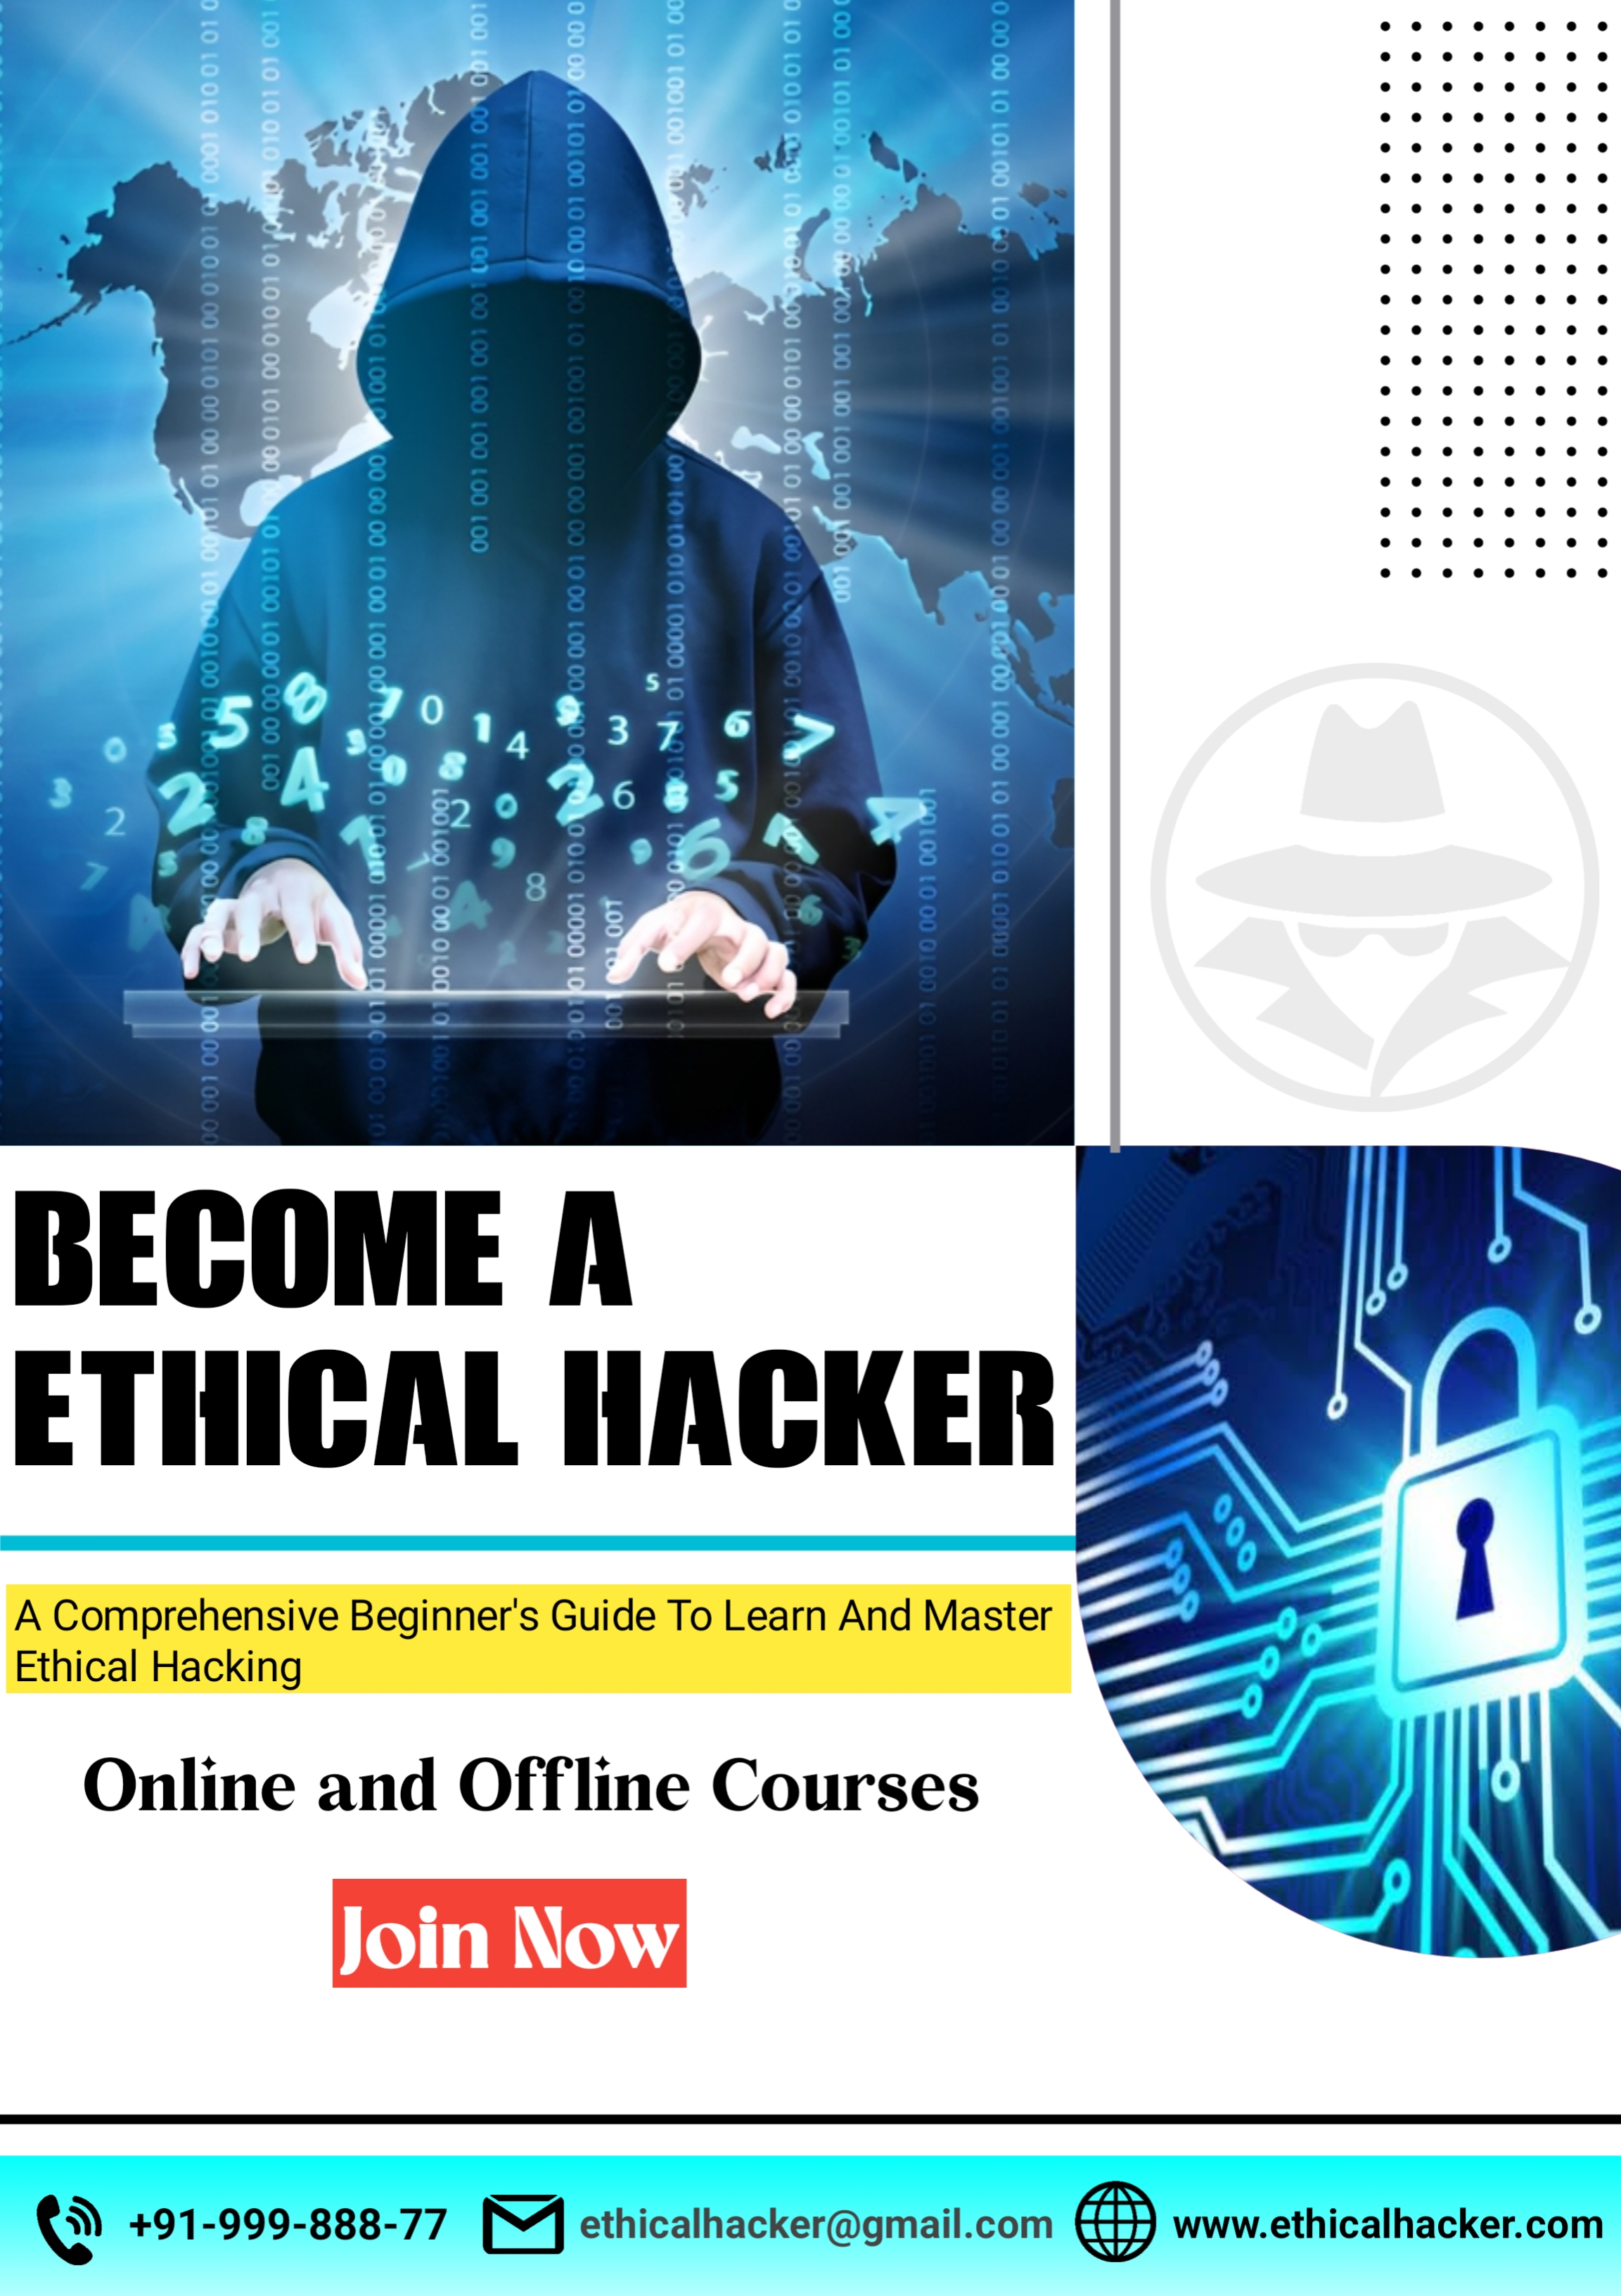 BECOME A
ETHICAL HACKER
A Comprehensive Beginner's Guide To Learn And Master
Ethical Hacking
Online and Offline Courses
Join Now
+91-999-888-77
ethicalhacker@gmail.com
www.ethicalhacker.com